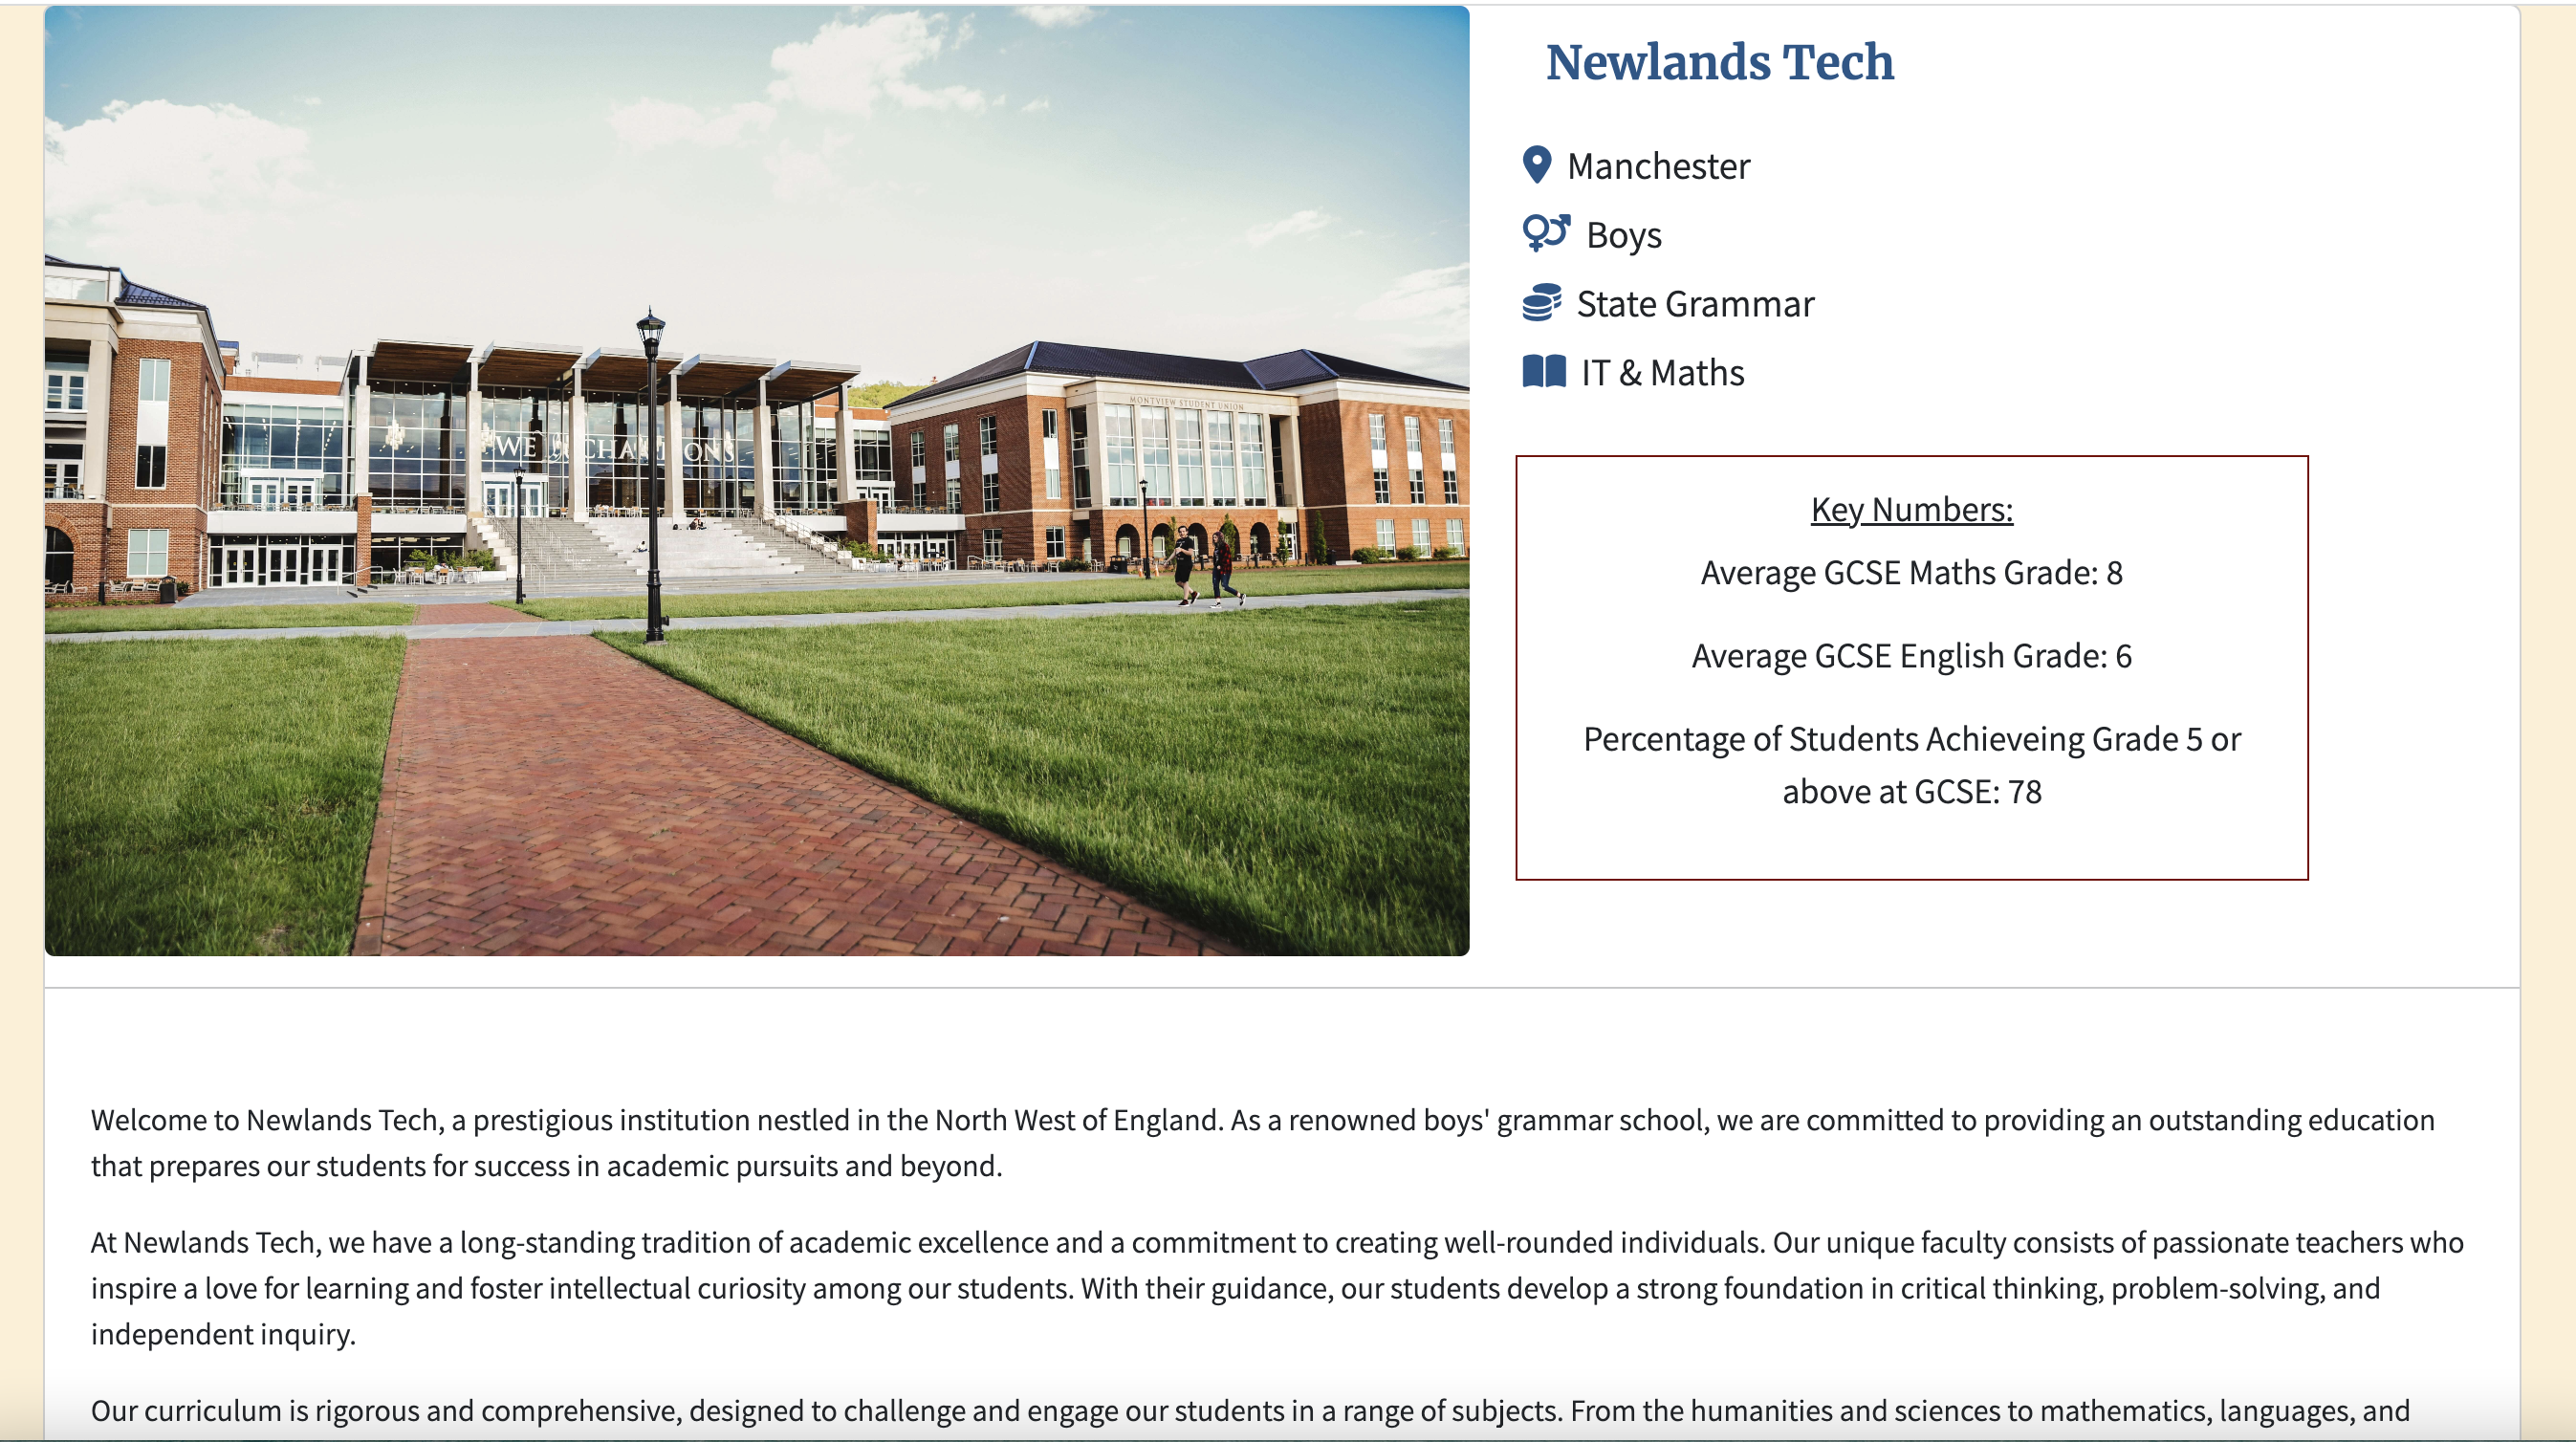 Newlands Tech
Manchester
Boys
State Grammar
IT & Maths
WE CHAMPIONS
MONTVIEW STUDENT UNION
Key Numbers:
Average GCSE Maths Grade: 8
Average GCSE English Grade: 6
Percentage of Students Achieveing Grade 5 or
above at GCSE: 78
Welcome to Newlands Tech, a prestigious institution nestled in the North West of England. As a renowned boys' grammar school, we are committed to providing an outstanding education
that prepares our students for success in academic pursuits and beyond.
At Newlands Tech, we have a long-standing tradition of academic excellence and a commitment to creating well-rounded individuals. Our unique faculty consists of passionate teachers who
inspire a love for learning and foster intellectual curiosity among our students. With their guidance, our students develop a strong foundation in critical thinking, problem-solving, and
independent inquiry.
Our curriculum is rigorous and comprehensive, designed to challenge and engage our students in a range of subjects. From the humanities and sciences to mathematics, languages, and